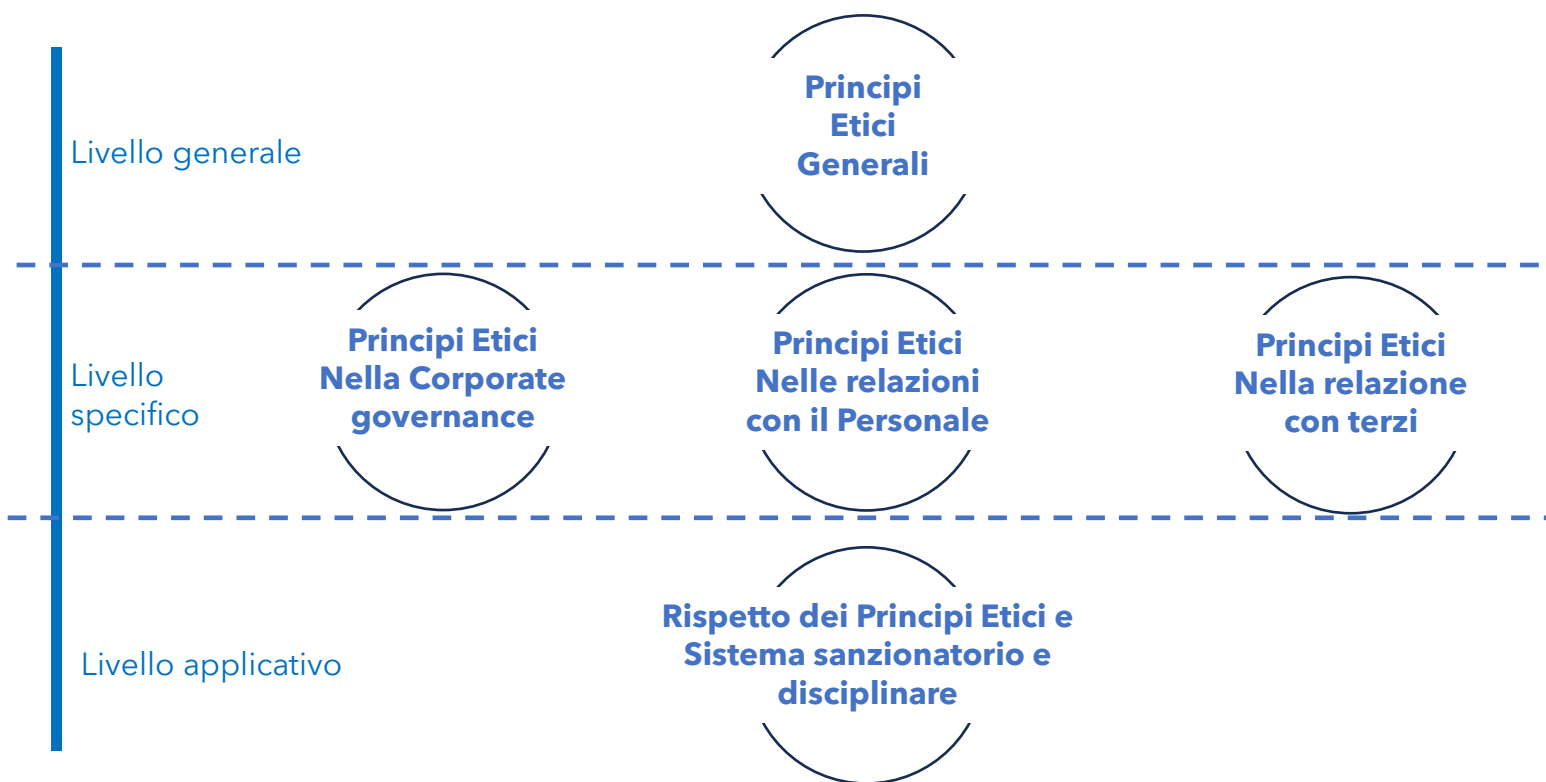 Principi
Etici
Generali
Livello generale
Principi Etici
Nella Corporate
governance
Principi Etici
Nelle relazioni
con il Personale
Principi Etici
Nella relazione
con terzi
Livello
specifico
Rispetto dei Principi Etici e
Sistema sanzionatorio e
disciplinare
Livello applicativo